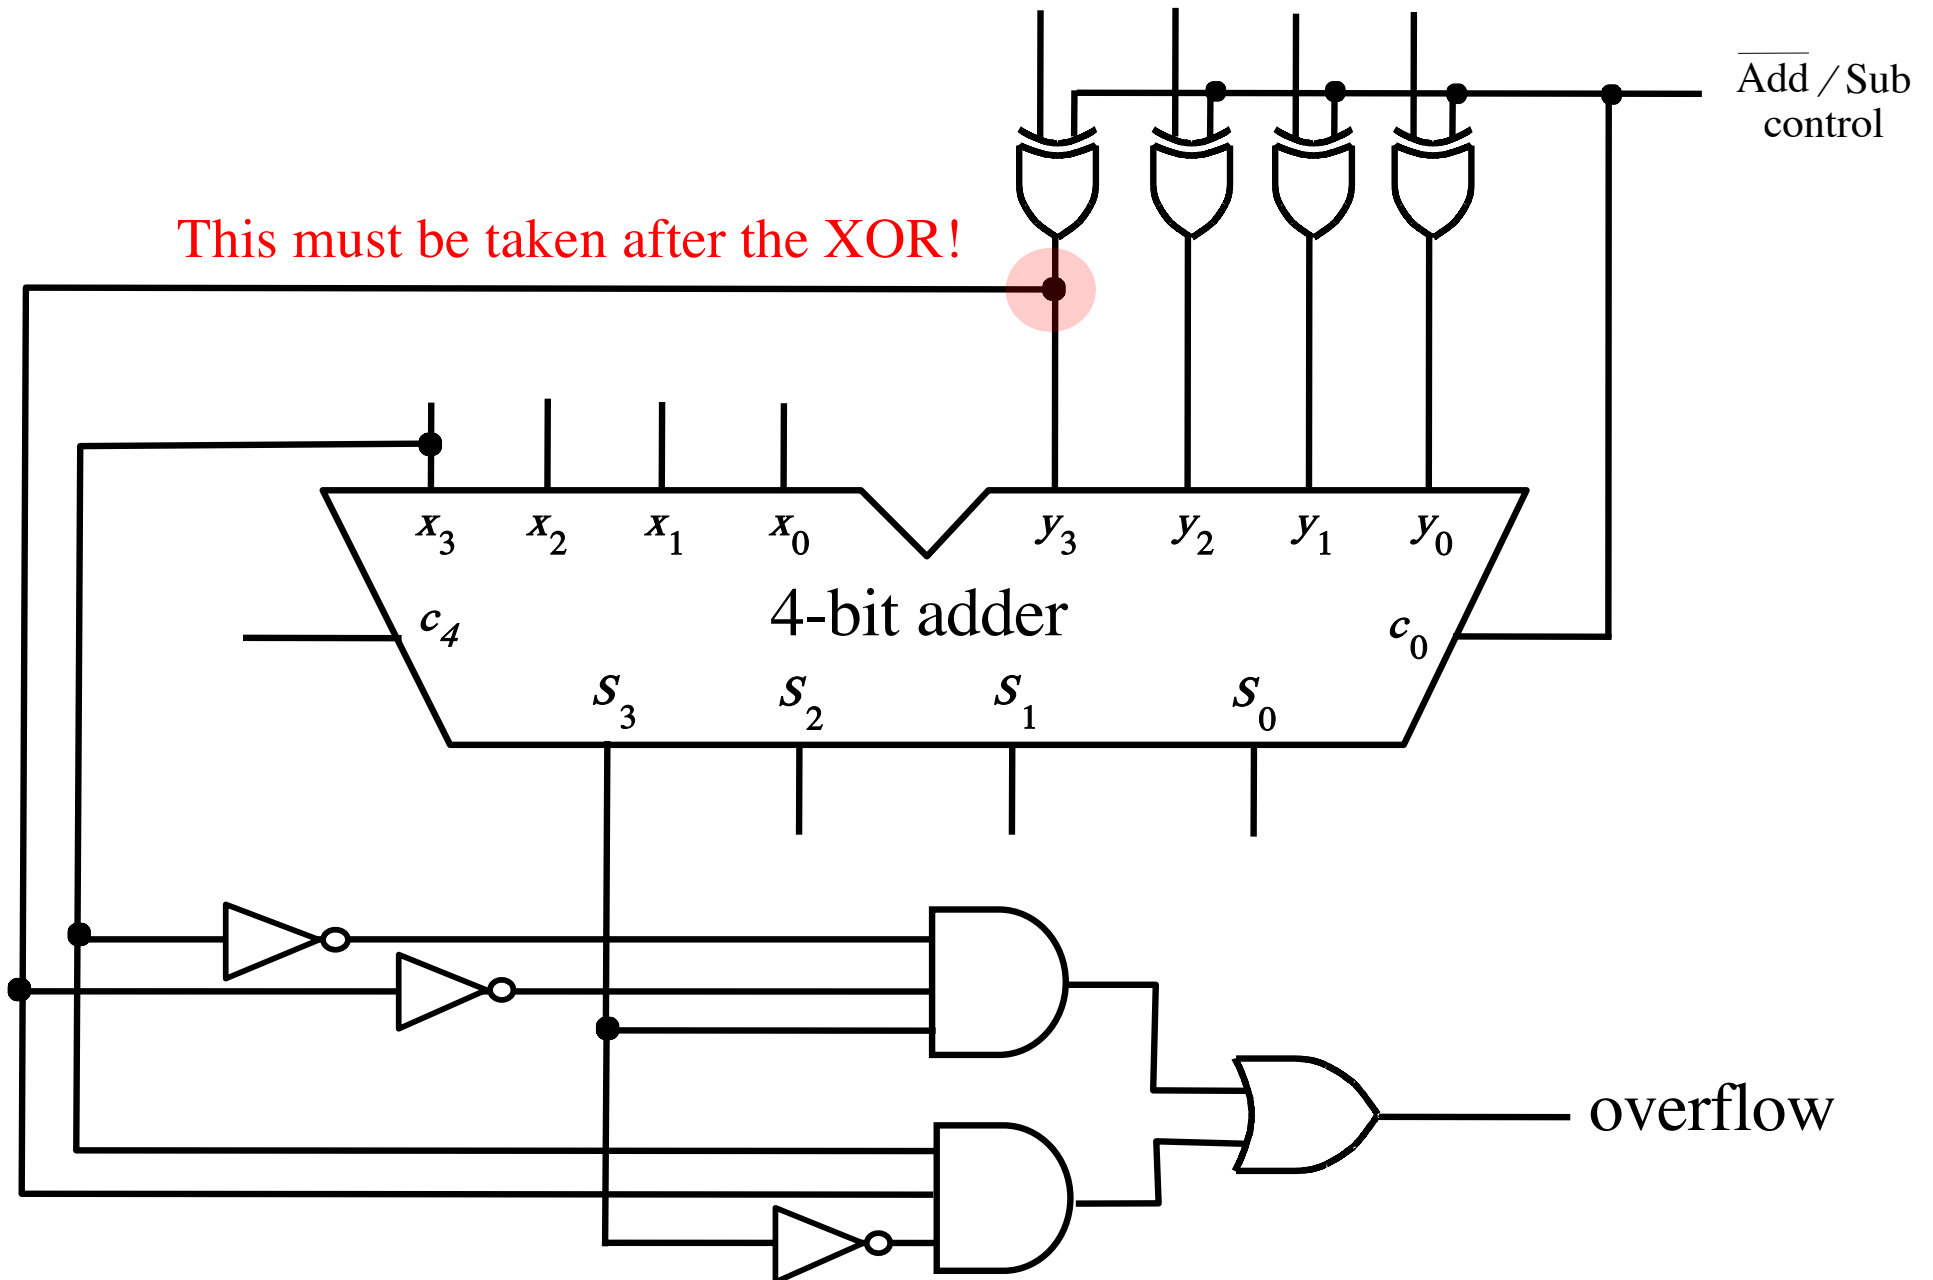 Add / Sub
control
This must be taken after the XOR!
x3 x2 x1 x0 y3 y2 y1 y0
c4 4-bit adder c0
S3 S2 S1 S0
overflow